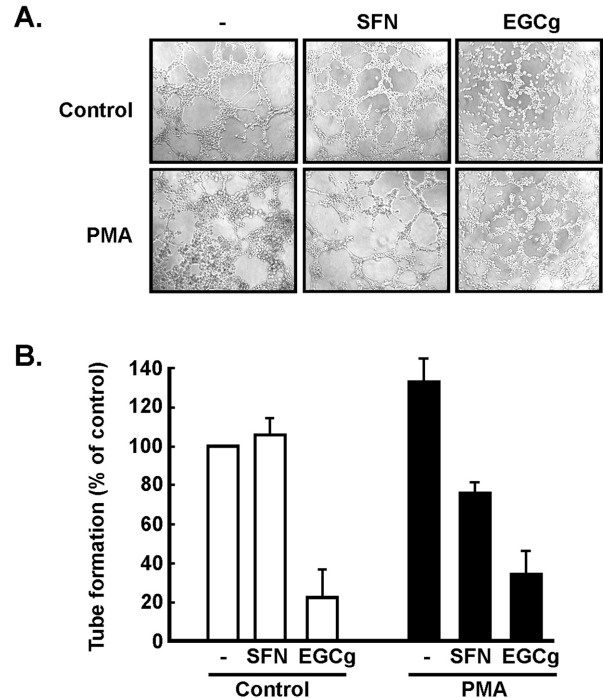 A.
- SFN EGCg
Control
PMA
B.
Tube formation (% of control)
140
120
100
80
60
40
20
0
- SFN EGCg - SFN EGCg
Control PMA